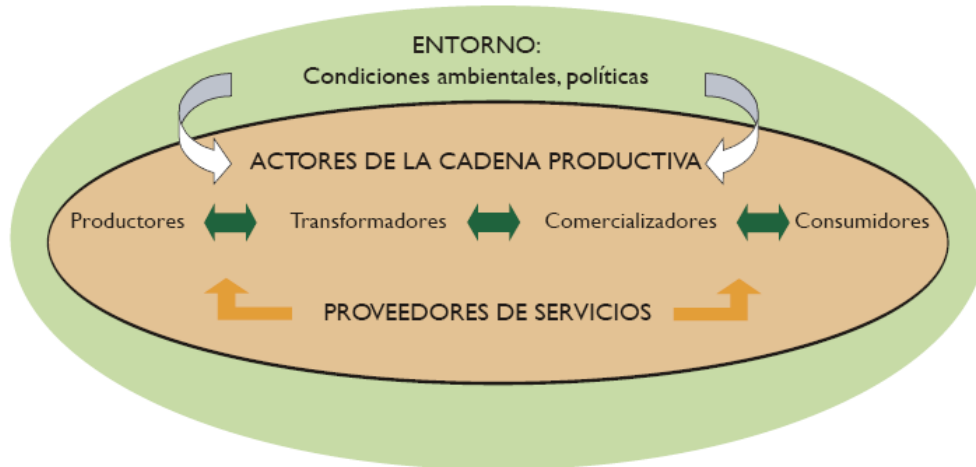 ENTORNO:
Condiciones ambientales, políticas
ACTORES DE LA CADENA PRODUCTIVA
Productores Transformadores Comercializadores Consumidores
PROVEEDORES DE SERVICIOS